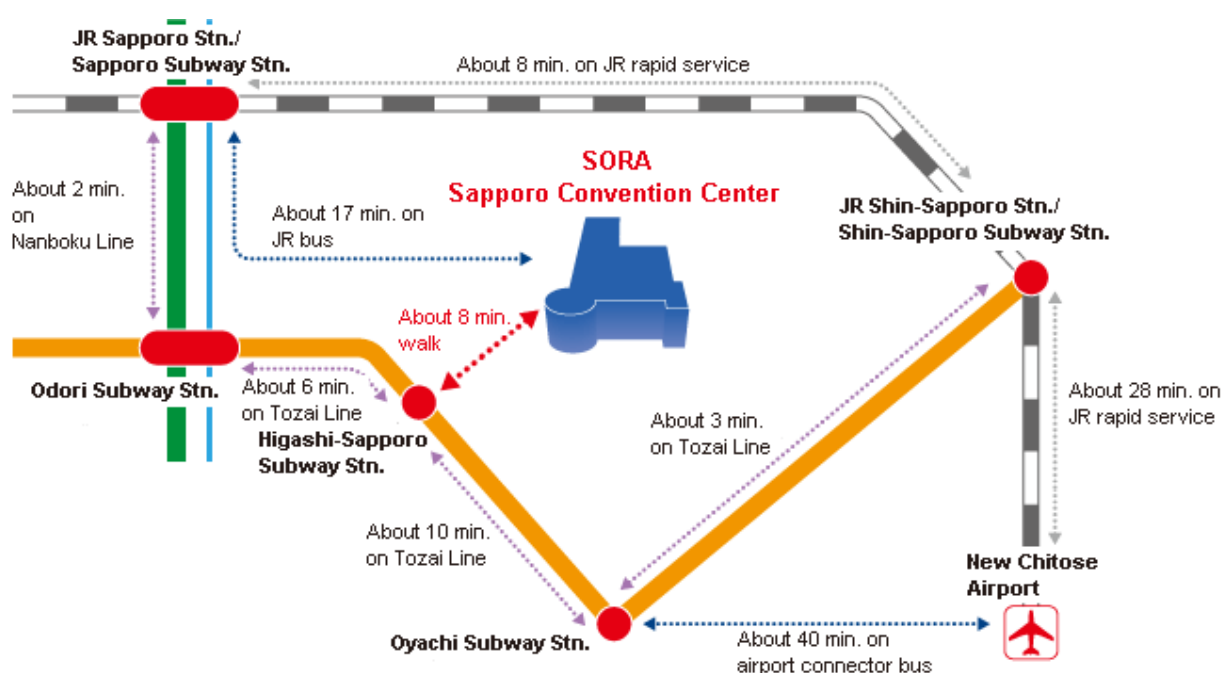 JR Sapporo Stn./
Sapporo Subway Stn.
About 8 min. on JR rapid service
SORA
Sapporo Convention Center
About 2 min.
on
Nanboku Line
About 17 min. on
JR bus
JR Shin-Sapporo Stn./
Shin-Sapporo Subway Stn.
About 8 min.
walk
Odori Subway Stn.
About 6 min.
on Tozai Line
Higashi-Sapporo
Subway Stn.
About 3 min.
on Tozai Line
About 28 min. on
JR rapid service
About 10 min.
on Tozai Line
New Chitose
Airport
Oyachi Subway Stn.
About 40 min. on
airport connector bus